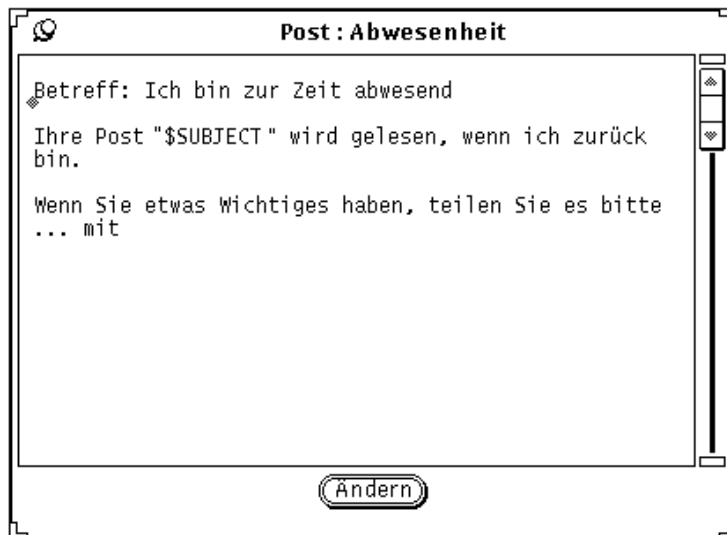 Post : Abwesenheit
Betreff: Ich bin zur Zeit abwesend
Ihre Post "$SUBJECT" wird gelesen, wenn ich zurück
bin.
Wenn Sie etwas Wichtiges haben, teilen Sie es bitte
... mit
Ändern